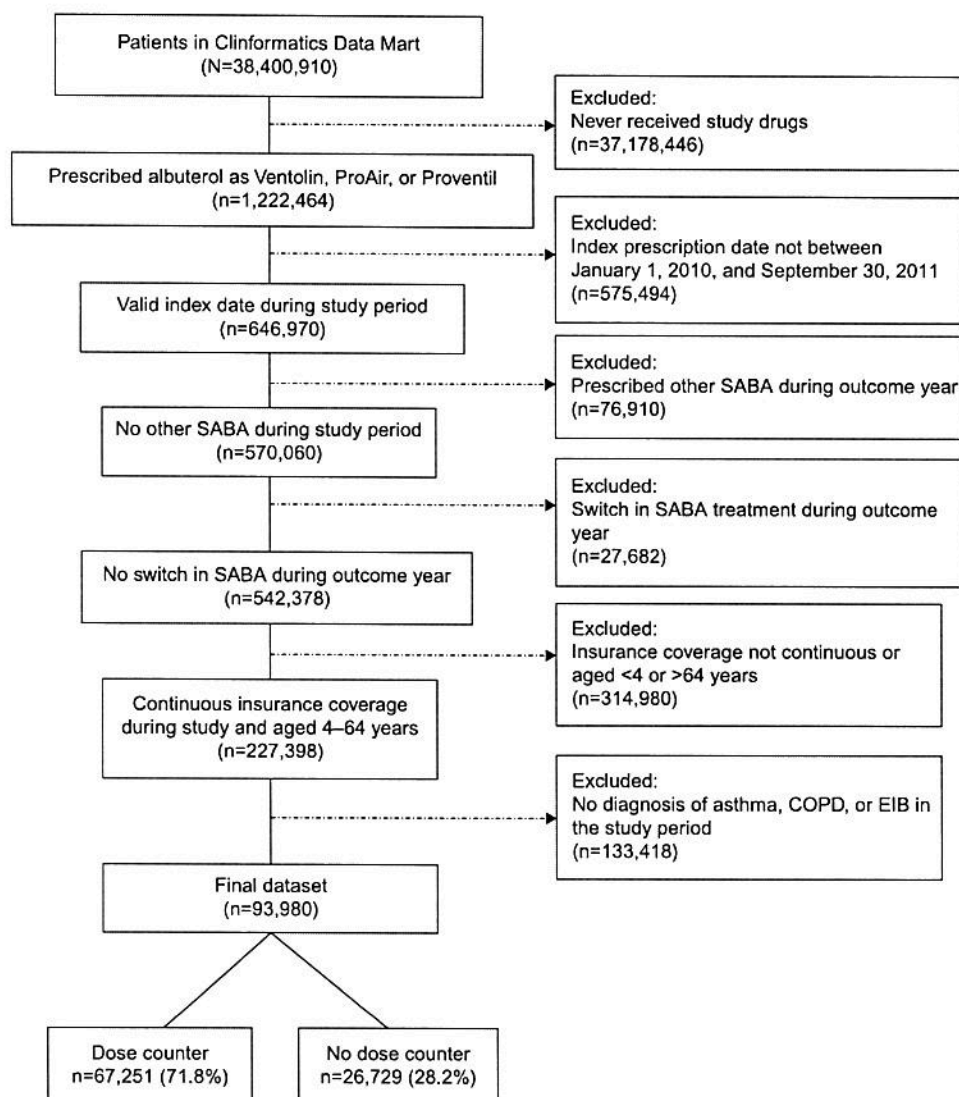 Patients in Clinformatics Data Mart
(N=38,400,910)
Excluded:
Never received study drugs
(n=37,178,446)
Prescribed albuterol as Ventolin, ProAir, or Proventil
(n=1,222,464)
Excluded:
Index prescription date not between
January 1, 2010, and September 30, 2011
(n=575,494)
Valid index date during study period
(n=646,970)
Excluded:
Prescribed other SABA during outcome year
(n=76,910)
No other SABA during study period
(n=570,060)
Excluded:
Switch in SABA treatment during outcome
year
(n=27,682)
No switch in SABA during outcome year
(n=542,378)
Excluded:
Insurance coverage not continuous or
aged <4 or >64 years
(n=314,980)
Continuous insurance coverage
during study and aged 4–64 years
(n=227,398)
Excluded:
No diagnosis of asthma, COPD, or EIB in
the study period
(n=133,418)
Final dataset
(n=93,980)
Dose counter
n=67,251 (71.8%)
No dose counter
n=26,729 (28.2%)